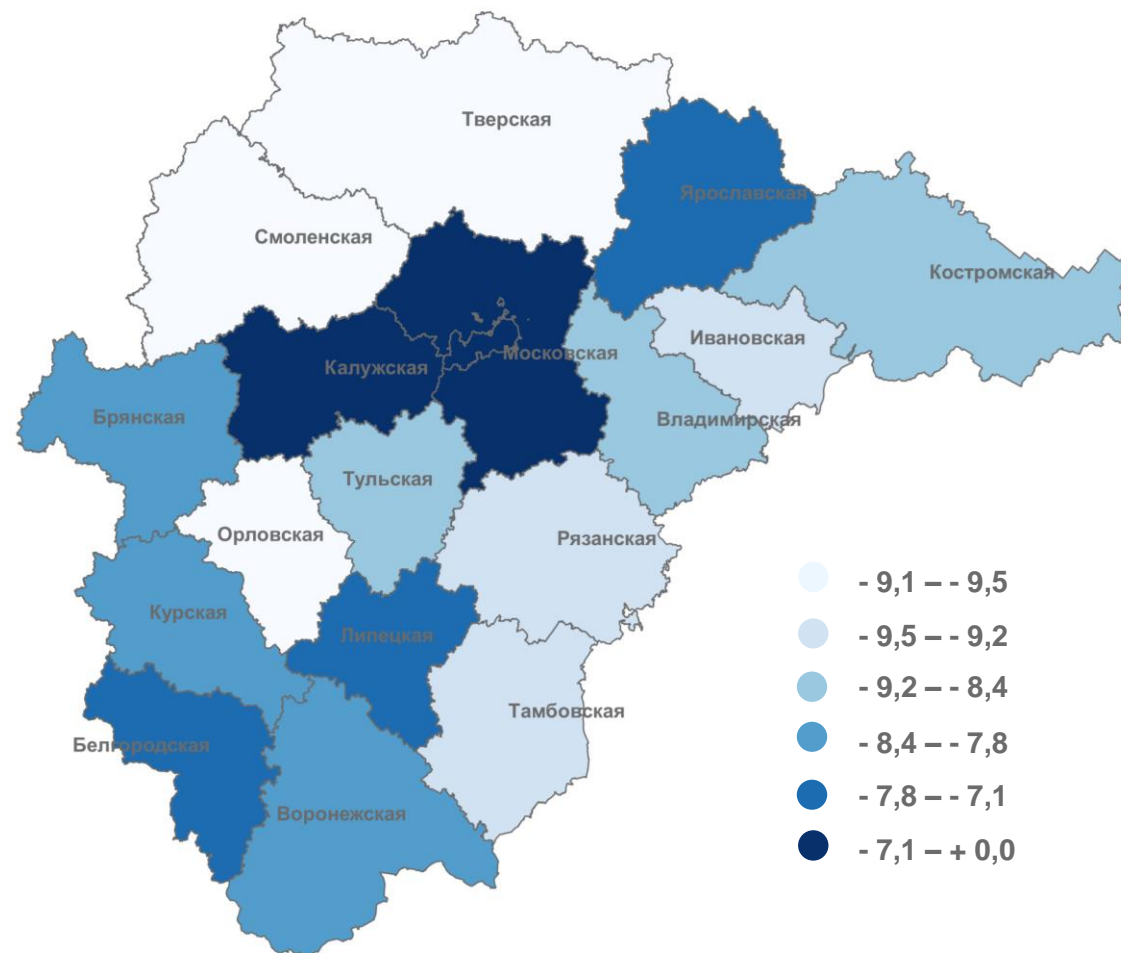 Тверская
Ярославская
Смоленская
Костромская
Ивановская
Московская
Калужская
Брянская
Владимирская
Тульская
Орловская
Рязанская
Курская
Липецкая
Тамбовская
Белгородская
Воронежская
- 9,1 – - 9,5
- 9,5 – - 9,2
- 9,2 – - 8,4
- 8,4 – - 7,8
- 7,8 – - 7,1
- 7,1 – + 0,0